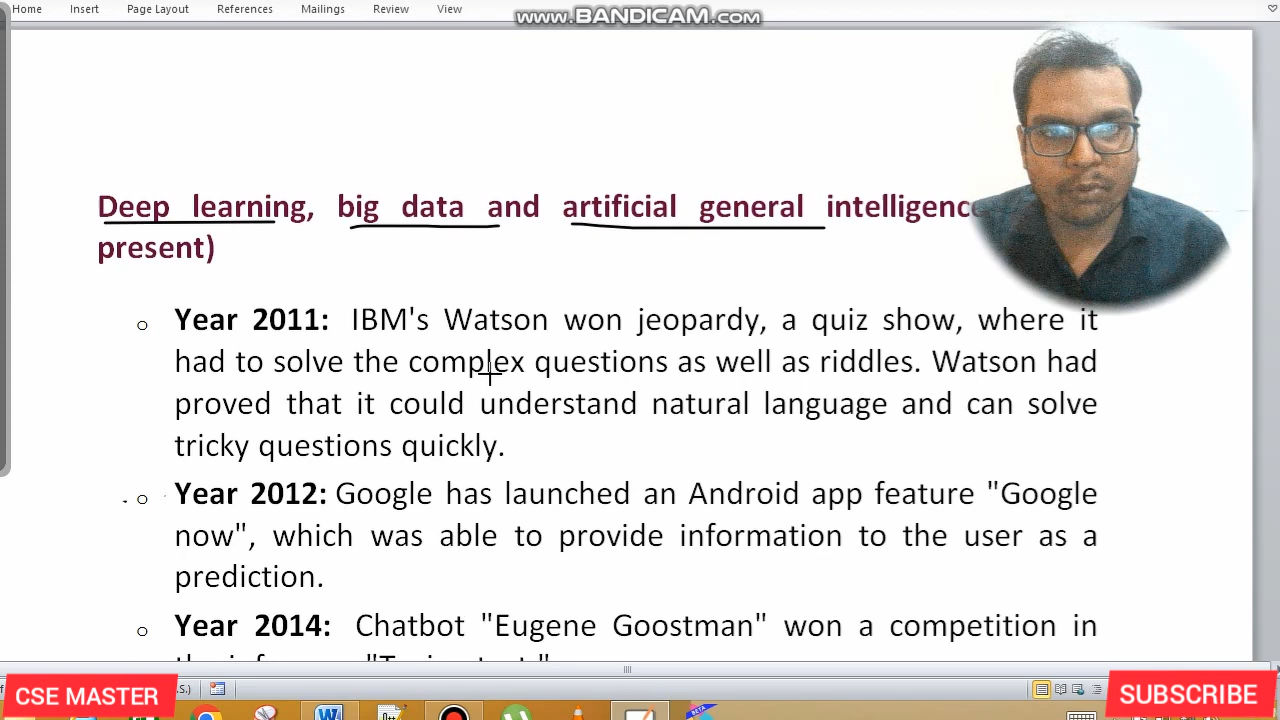 Home Insert Page Layout References Mailings Review View
www.BANDICAM.com
Deep learning, big data and artificial general intelligence
present)
o Year 2011: IBM's Watson won jeopardy, a quiz show, where it
had to solve the complex questions as well as riddles. Watson had
proved that it could understand natural language and can solve
tricky questions quickly.
o Year 2012: Google has launched an Android app feature "Google
now", which was able to provide information to the user as a
prediction.
o Year 2014: Chatbot "Eugene Goostman" won a competition in
CSE MASTER
SUBSCRIBE